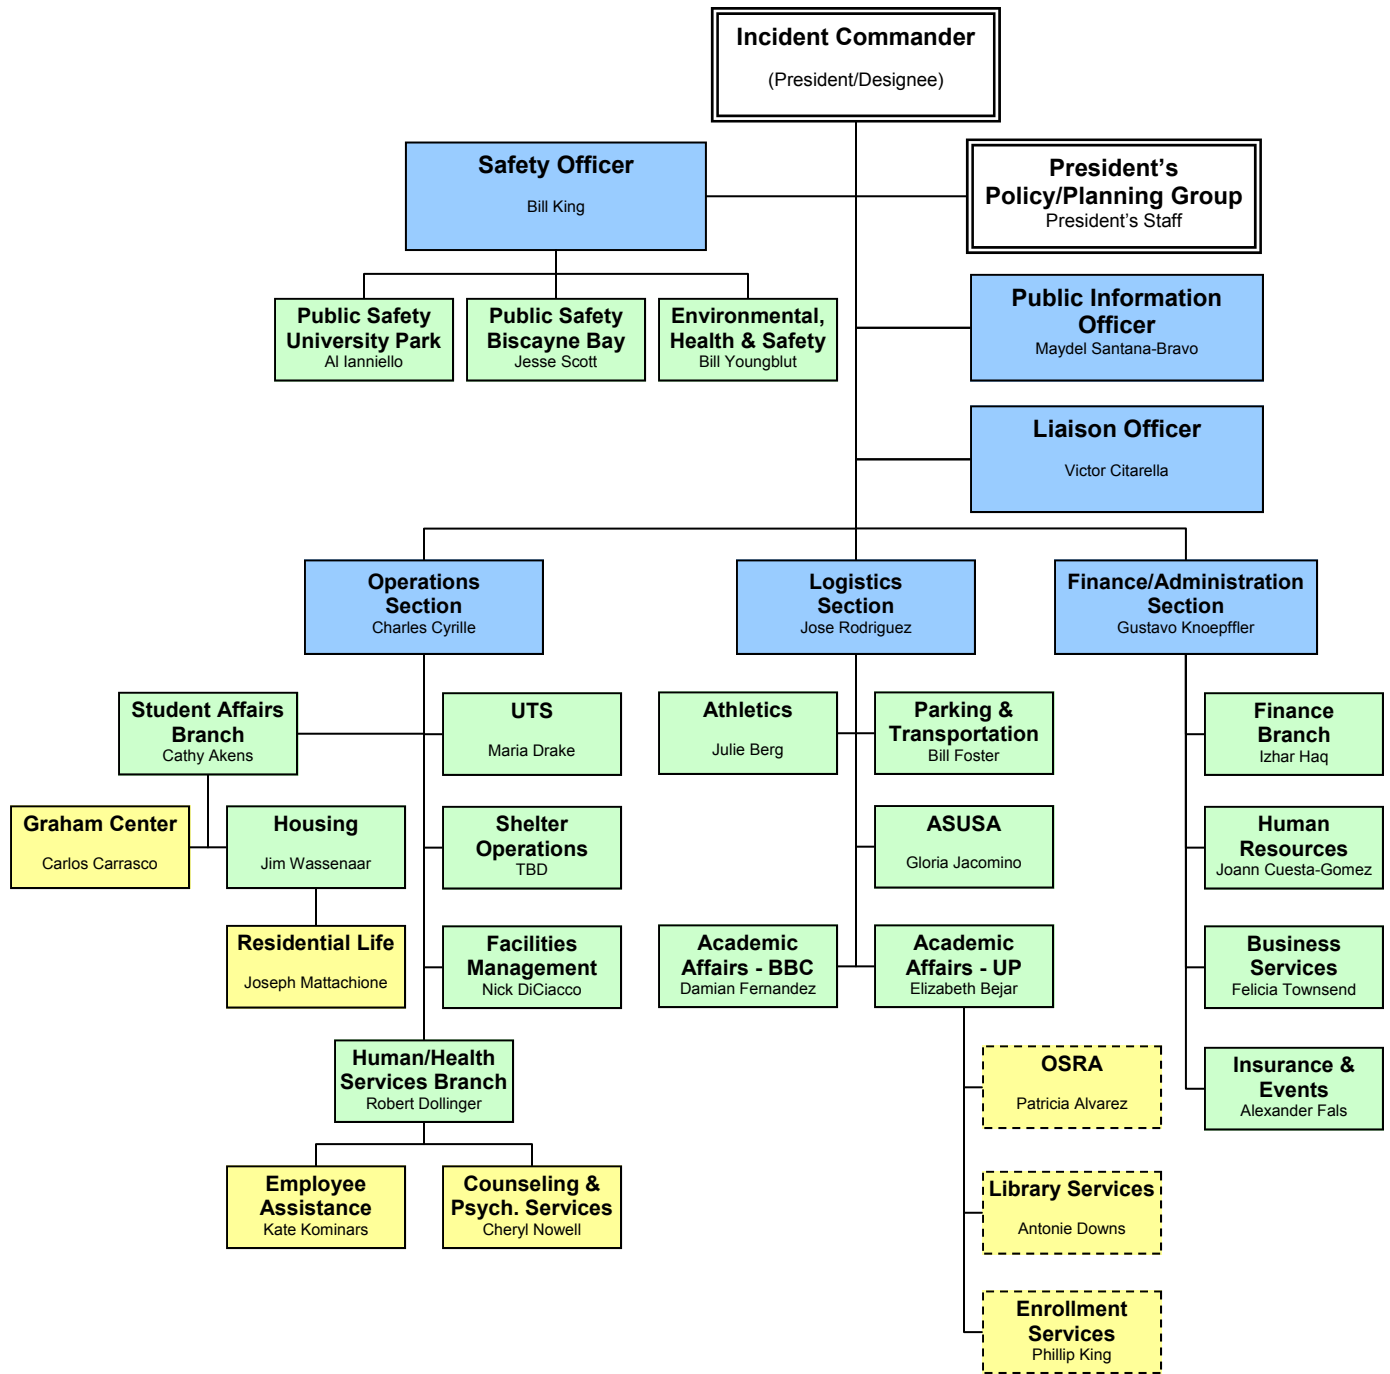 Incident Commander
(President/Designee)
Safety Officer
Bill King
President's
Policy/Planning Group
President's Staff
Public Safety
University Park
Al Ianniello
Public Safety
Biscayne Bay
Jesse Scott
Environmental,
Health & Safety
Bill Youngblut
Public Information
Officer
Maydel Santana-Bravo
Liaison Officer
Victor Citarella
Operations
Section
Charles Cyrille
Logistics
Section
Jose Rodriguez
Finance/Administration
Section
Gustavo Knoepffler
Student Affairs
Branch
Cathy Akens
UTS
Maria Drake
Athletics
Julie Berg
Parking &
Transportation
Bill Foster
Finance
Branch
Izhar Haq
Graham Center
Carlos Carrasco
Housing
Jim Wassenaar
Shelter
Operations
TBD
ASUSA
Gloria Jacomino
Human
Resources
Joann Cuesta-Gomez
Residential Life
Joseph Mattachione
Facilities
Management
Nick DiCiacco
Academic
Affairs - BBC
Damian Fernandez
Academic
Affairs - UP
Elizabeth Bejar
Business
Services
Felicia Townsend
Human/Health
Services Branch
Robert Dollinger
OSRA
Patricia Alvarez
Insurance &
Events
Alexander Fals
Employee
Assistance
Kate Kominars
Counseling &
Psych. Services
Cheryl Nowell
Library Services
Antonie Downs
Enrollment
Services
Phillip King